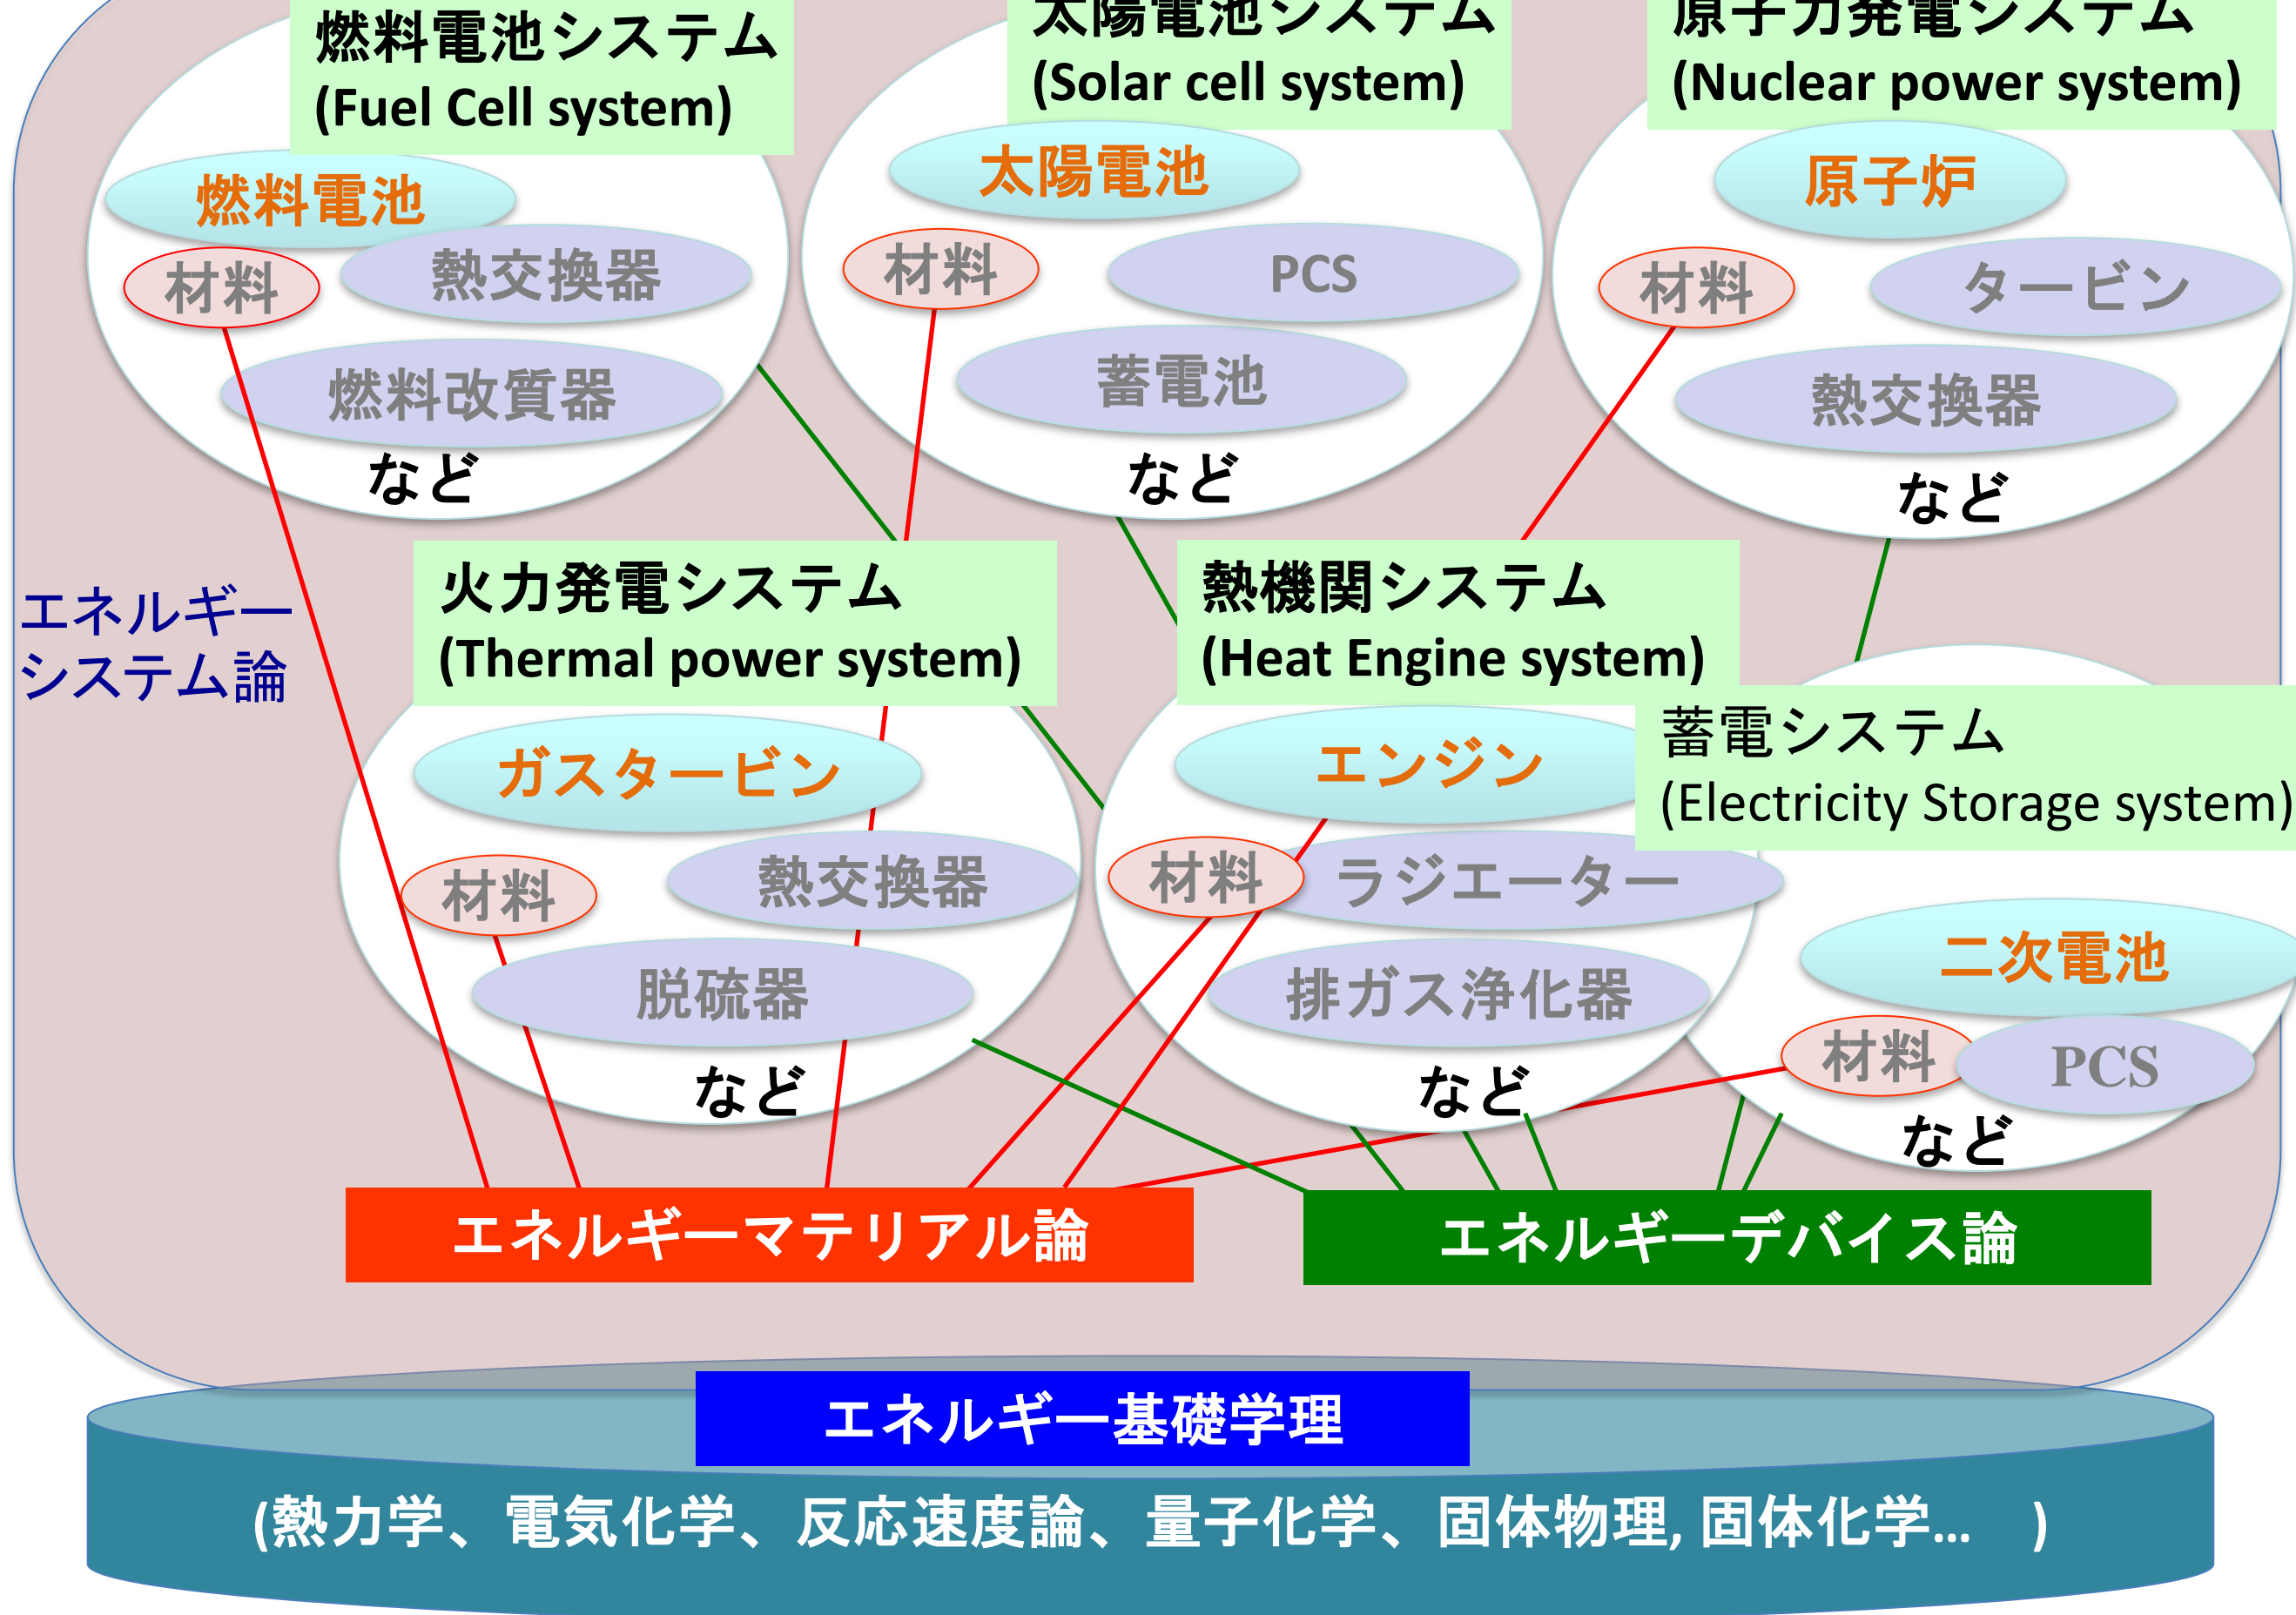 燃料電池システム
(Fuel Cell system)
燃料電池
材料
熱交換器
燃料改質器
など
太陽電池システム
(Solar cell system)
太陽電池
材料
PCS
蓄電池
など
原子力発電システム
(Nuclear power system)
原子炉
材料
タービン
熱交換器
など
エネルギー
システム論
火力発電システム
(Thermal power system)
ガスタービン
材料
熱交換器
脱硫器
など
熱機関システム
(Heat Engine system)
エンジン
材料
ラジエーター
排ガス浄化器
など
蓄電システム
(Electricity Storage system)
二次電池
材料
PCS
など
エネルギーマテリアル論
エネルギーデバイス論
エネルギー基礎学理
(熱力学、電気化学、反応速度論、量子化学、固体物理, 固体化学… )